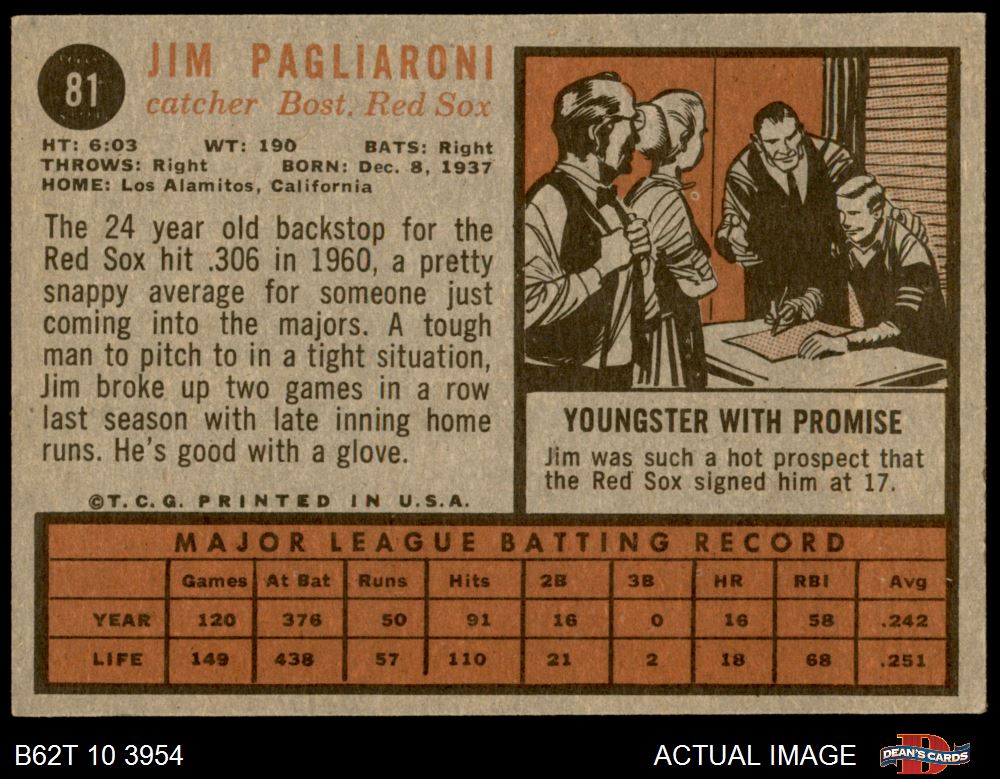 81
JIM PAGLIARONI
catcher Bost. Red Sox
HT: 6:03 WT: 190 BATS: Right
THROWS: Right BORN: Dec. 8, 1937
HOME: Los Alamitos, California
The 24 year old backstop for the
Red Sox hit .306 in 1960, a pretty
snappy average for someone just
coming into the majors. A tough
man to pitch to in a tight situation,
Jim broke up two games in a row
last season with late inning home
runs. He's good with a glove.
©T.C.G. PRINTED IN U.S.A.
YOUNGSTER WITH PROMISE
Jim was such a hot prospect that
the Red Sox signed him at 17.
MAJOR LEAGUE BATTING RECORD
Games At Bat Runs Hits 2B 3B HR RBI Avg
YEAR 120 376 50 91 16 0 16 58 .242
LIFE 149 438 57 110 21 2 18 68 .251
B62T 10 3954 ACTUAL IMAGE DEAN'S CARDS